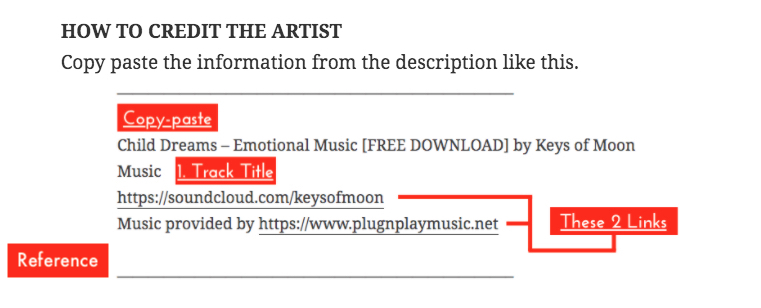 HOW TO CREDIT THE ARTIST
Copy paste the information from the description like this.
Copy-paste
Child Dreams – Emotional Music [FREE DOWNLOAD] by Keys of Moon
Music 1. Track Title
https://soundcloud.com/keysofmoon
Music provided by https://www.plugnplaymusic.net
These 2 Links
Reference